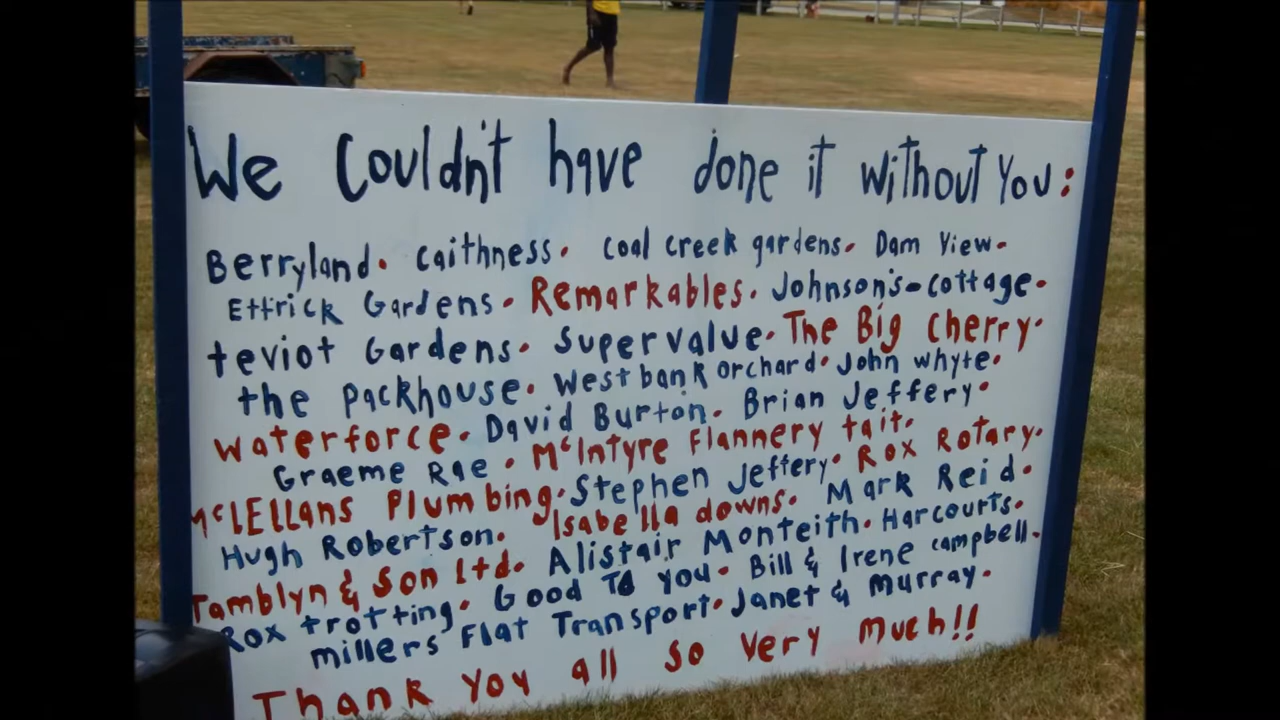 We Couldn't have done it without You:
Berryland. Caithness. Coal Creek gardens. Dam View.
Ettrick Gardens. Remarkables. Johnson's-cottage.
teviot Gardens. Supervalue. The Big Cherry.
the Packhouse. Westbank orchard. John Whyte.
Waterforce. David Burton. Brian Jeffery.
Graeme Rae. McIntyre Flannery tait.
McLEllans Plumbing. Stephen Jeffery. Rox Rotary.
Hugh Robertson. Isabella downs. Mark Reid.
Tamblyn & Son Ltd. Alistair Monteith. Harcourts.
Rox trotting. Good To you. Bill & Irene campbell.
millers Flat Transport. Janet & Murray.
Thank You all so very much!!